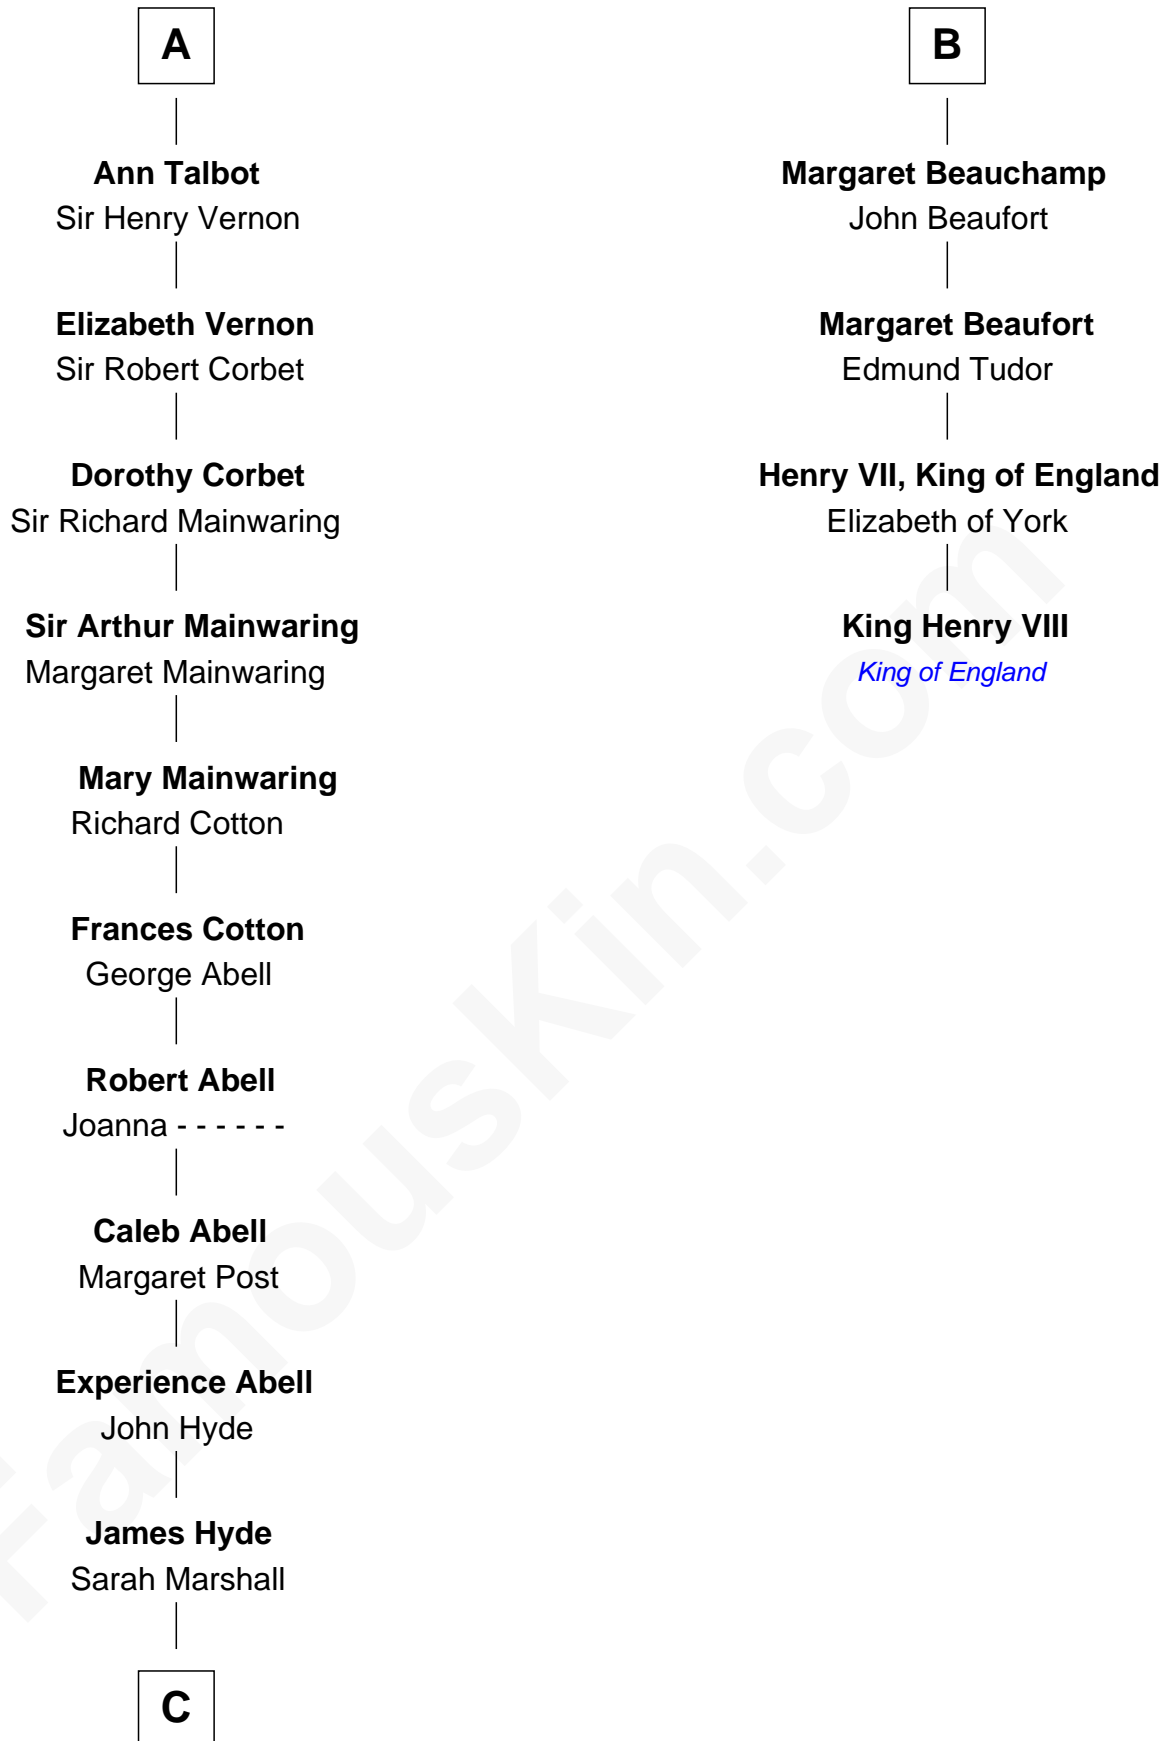 A
Ann Talbot
Sir Henry Vernon
Elizabeth Vernon
Sir Robert Corbet
Dorothy Corbet
Sir Richard Mainwaring
Sir Arthur Mainwaring
Margaret Mainwaring
Mary Mainwaring
Richard Cotton
Frances Cotton
George Abell
Robert Abell
Joanna - - - - - -
Caleb Abell
Margaret Post
Experience Abell
John Hyde
James Hyde
Sarah Marshall
C
B
Margaret Beauchamp
John Beaufort
Margaret Beaufort
Edmund Tudor
Henry VII, King of England
Elizabeth of York
King Henry VIII
King of England
FamousKin.com